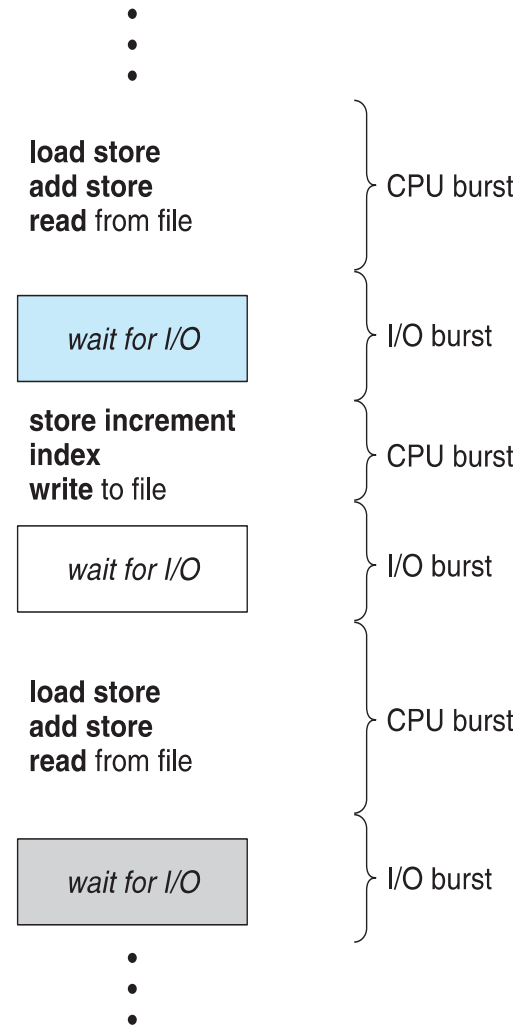 load store
add store
read from file
CPU burst
wait for I/O
I/O burst
store increment
index
write to file
CPU burst
wait for I/O
I/O burst
load store
add store
read from file
CPU burst
wait for I/O
I/O burst